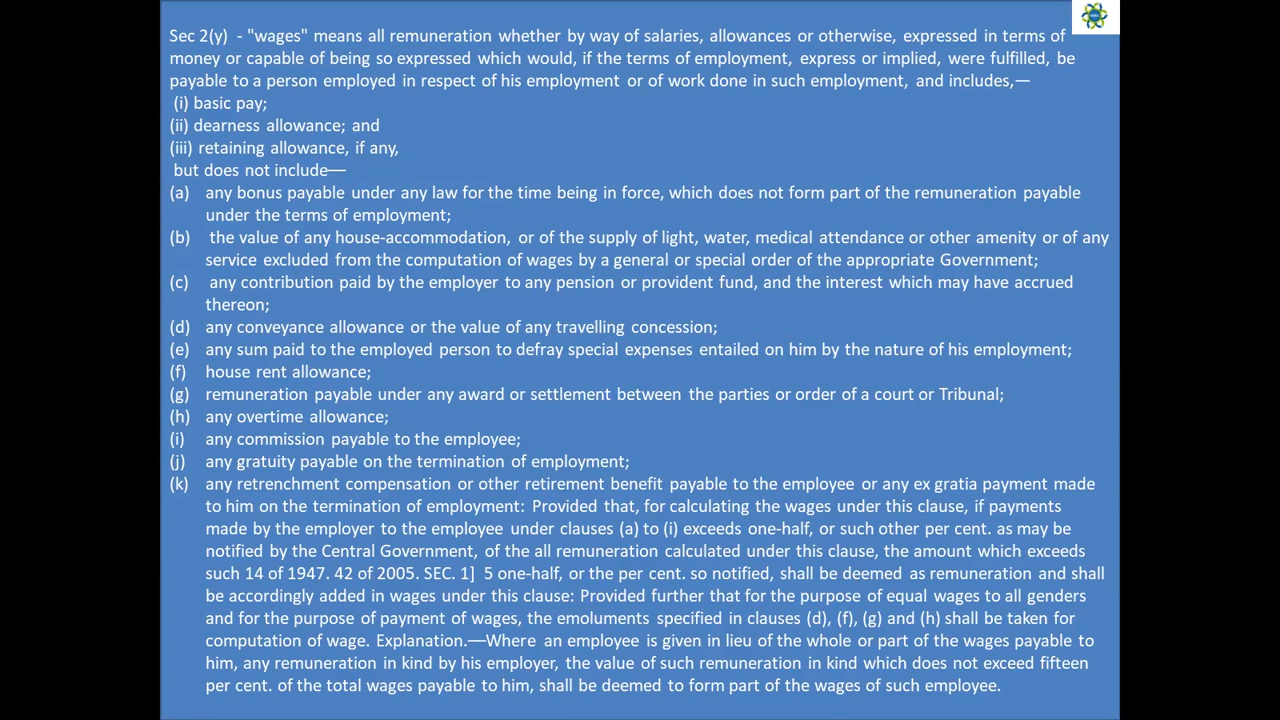 Sec 2(y) - "wages" means all remuneration whether by way of salaries, allowances or otherwise, expressed in terms of
money or capable of being so expressed which would, if the terms of employment, express or implied, were fulfilled, be
payable to a person employed in respect of his employment or of work done in such employment, and includes,—
(i) basic pay;
(ii) dearness allowance; and
(iii) retaining allowance, if any,
but does not include—
(a) any bonus payable under any law for the time being in force, which does not form part of the remuneration payable
under the terms of employment;
(b) the value of any house-accommodation, or of the supply of light, water, medical attendance or other amenity or of any
service excluded from the computation of wages by a general or special order of the appropriate Government;
(c) any contribution paid by the employer to any pension or provident fund, and the interest which may have accrued
thereon;
(d) any conveyance allowance or the value of any travelling concession;
(e) any sum paid to the employed person to defray special expenses entailed on him by the nature of his employment;
(f) house rent allowance;
(g) remuneration payable under any award or settlement between the parties or order of a court or Tribunal;
(h) any overtime allowance;
(i) any commission payable to the employee;
(j) any gratuity payable on the termination of employment;
(k) any retrenchment compensation or other retirement benefit payable to the employee or any ex gratia payment made
to him on the termination of employment: Provided that, for calculating the wages under this clause, if payments
made by the employer to the employee under clauses (a) to (i) exceeds one-half, or such other per cent. as may be
notified by the Central Government, of the all remuneration calculated under this clause, the amount which exceeds
such 14 of 1947. 42 of 2005. SEC. 1] 5 one-half, or the per cent. so notified, shall be deemed as remuneration and shall
be accordingly added in wages under this clause: Provided further that for the purpose of equal wages to all genders
and for the purpose of payment of wages, the emoluments specified in clauses (d), (f), (g) and (h) shall be taken for
computation of wage. Explanation.—Where an employee is given in lieu of the whole or part of the wages payable to
him, any remuneration in kind by his employer, the value of such remuneration in kind which does not exceed fifteen
per cent. of the total wages payable to him, shall be deemed to form part of the wages of such employee.